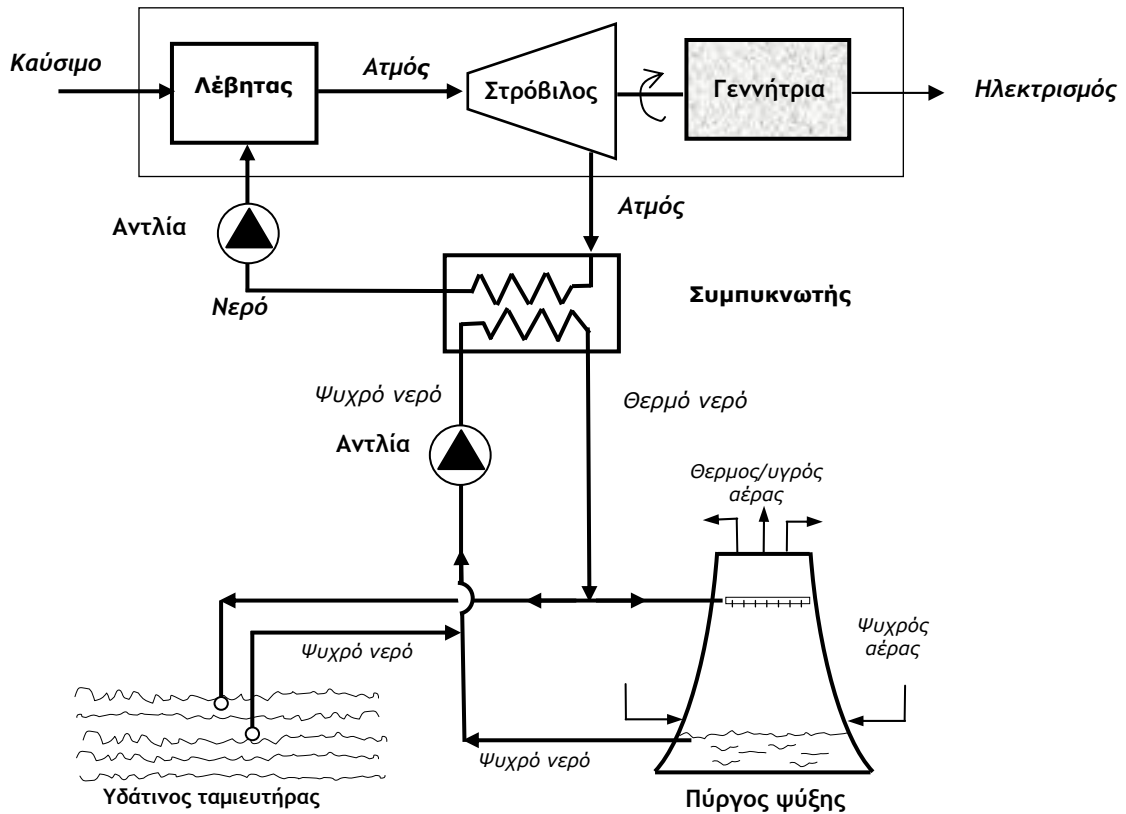 Καύσιμο
Λέβητας
Ατμός
Στρόβιλος
Γεννήτρια
Ηλεκτρισμός
Αντλία
Ατμός
Νερό
Συμπυκνωτής
Ψυχρό νερό
Θερμό νερό
Αντλία
Θερμος/υγρός
αέρας
Ψυχρός
αέρας
Ψυχρό νερό
Ψυχρό νερό
Υδάτινος ταμιευτήρας
Πύργος ψύξης